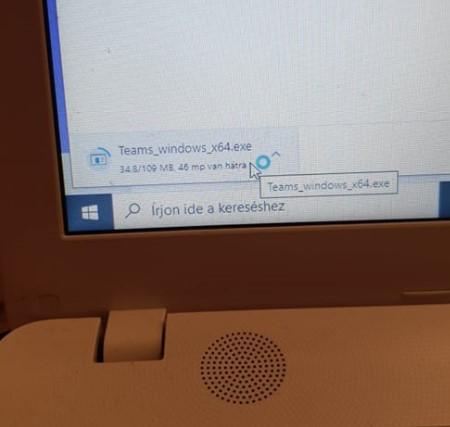 Teams_windows_x64.exe
34.8/109 MB, 46 mp van hátra
Teams_windows_x64.exe
Írjon ide a kereséshez